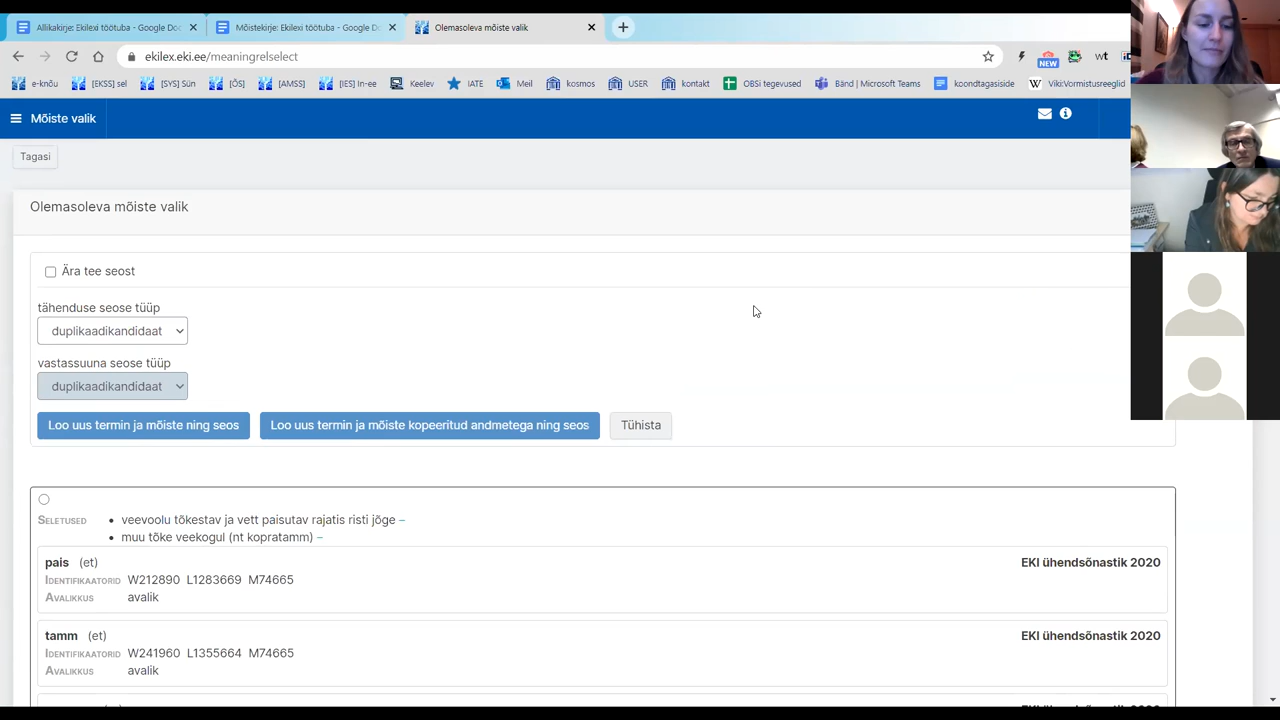 Allikakirje: Ekilexi töötuba - Google Do
Mõistekirje: Ekilexi töötuba - Google D
Olemasoleva mõiste valik
ekilex.eki.ee/meaningrelselect
NEW
wt
e-knõu
[EKSS] sel
[SYS] Sün
[ÕS]
[AMSS]
[IES] in-ee
Keelev
IATE
Meil
kosmos
USER
kontakt
OBSi tegevused
Bänd | Microsoft Teams
koondtagasiside
Viki:Vormistusreeglid
Mõiste valik
Tagasi
Olemasoleva mõiste valik
Ära tee seost
tähenduse seose tüüp
duplikaadikandidaat
vastassuuna seose tüüp
duplikaadikandidaat
Loo uus termin ja mõiste ning seos
Loo uus termin ja mõiste kopeeritud andmetega ning seos
Tühista
SELETUSED
• veevoolu tõkestav ja vett paisutav rajatis risti jõge –
• muu tõke veekogul (nt kopratamm) –
pais (et)
EKI ühendsõnastik 2020
IDENTIFIKAATORID W212890 L1283669 M74665
AVALIKKUS avalik
tamm (et)
EKI ühendsõnastik 2020
IDENTIFIKAATORID W241960 L1355664 M74665
AVALIKKUS avalik